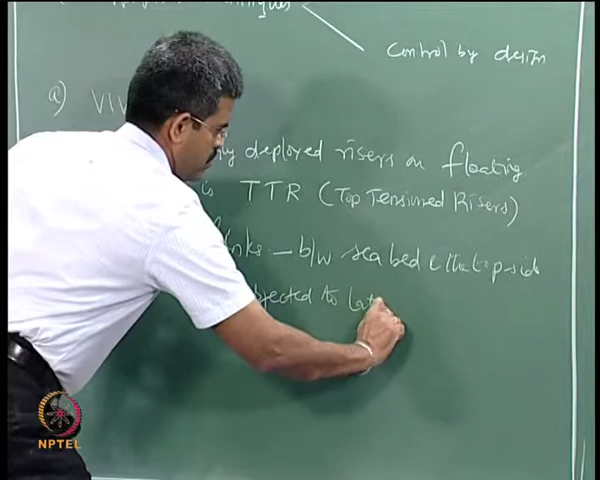 control by design
a) VIV
deployed risers on floating
is TTR (Top Tensioned Risers)
links - b/w sea bed & the top-side
subjected to lat
NPTEL